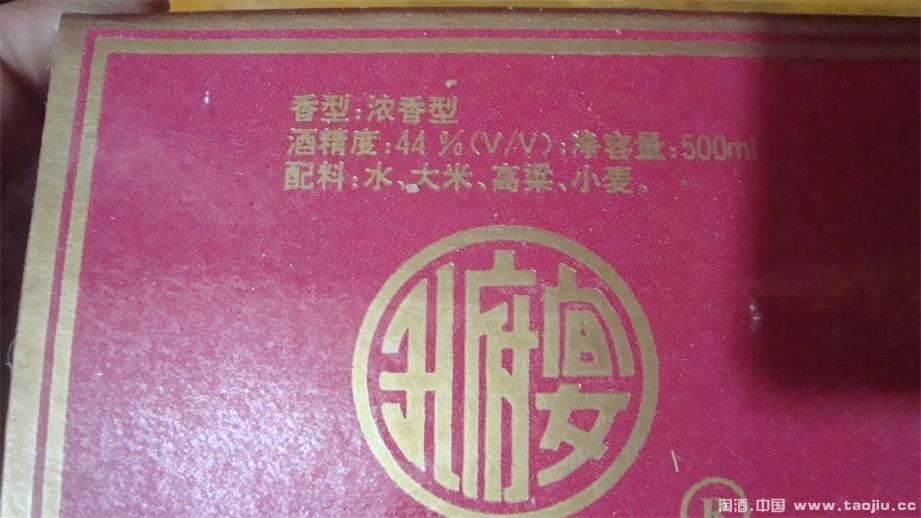 香型:浓香型
酒精度:44%(V/V);净容量:500ml
配料:水、大米、高粱、小麦。
孔府宴
®
淘酒.中国 www.taojiu.cc